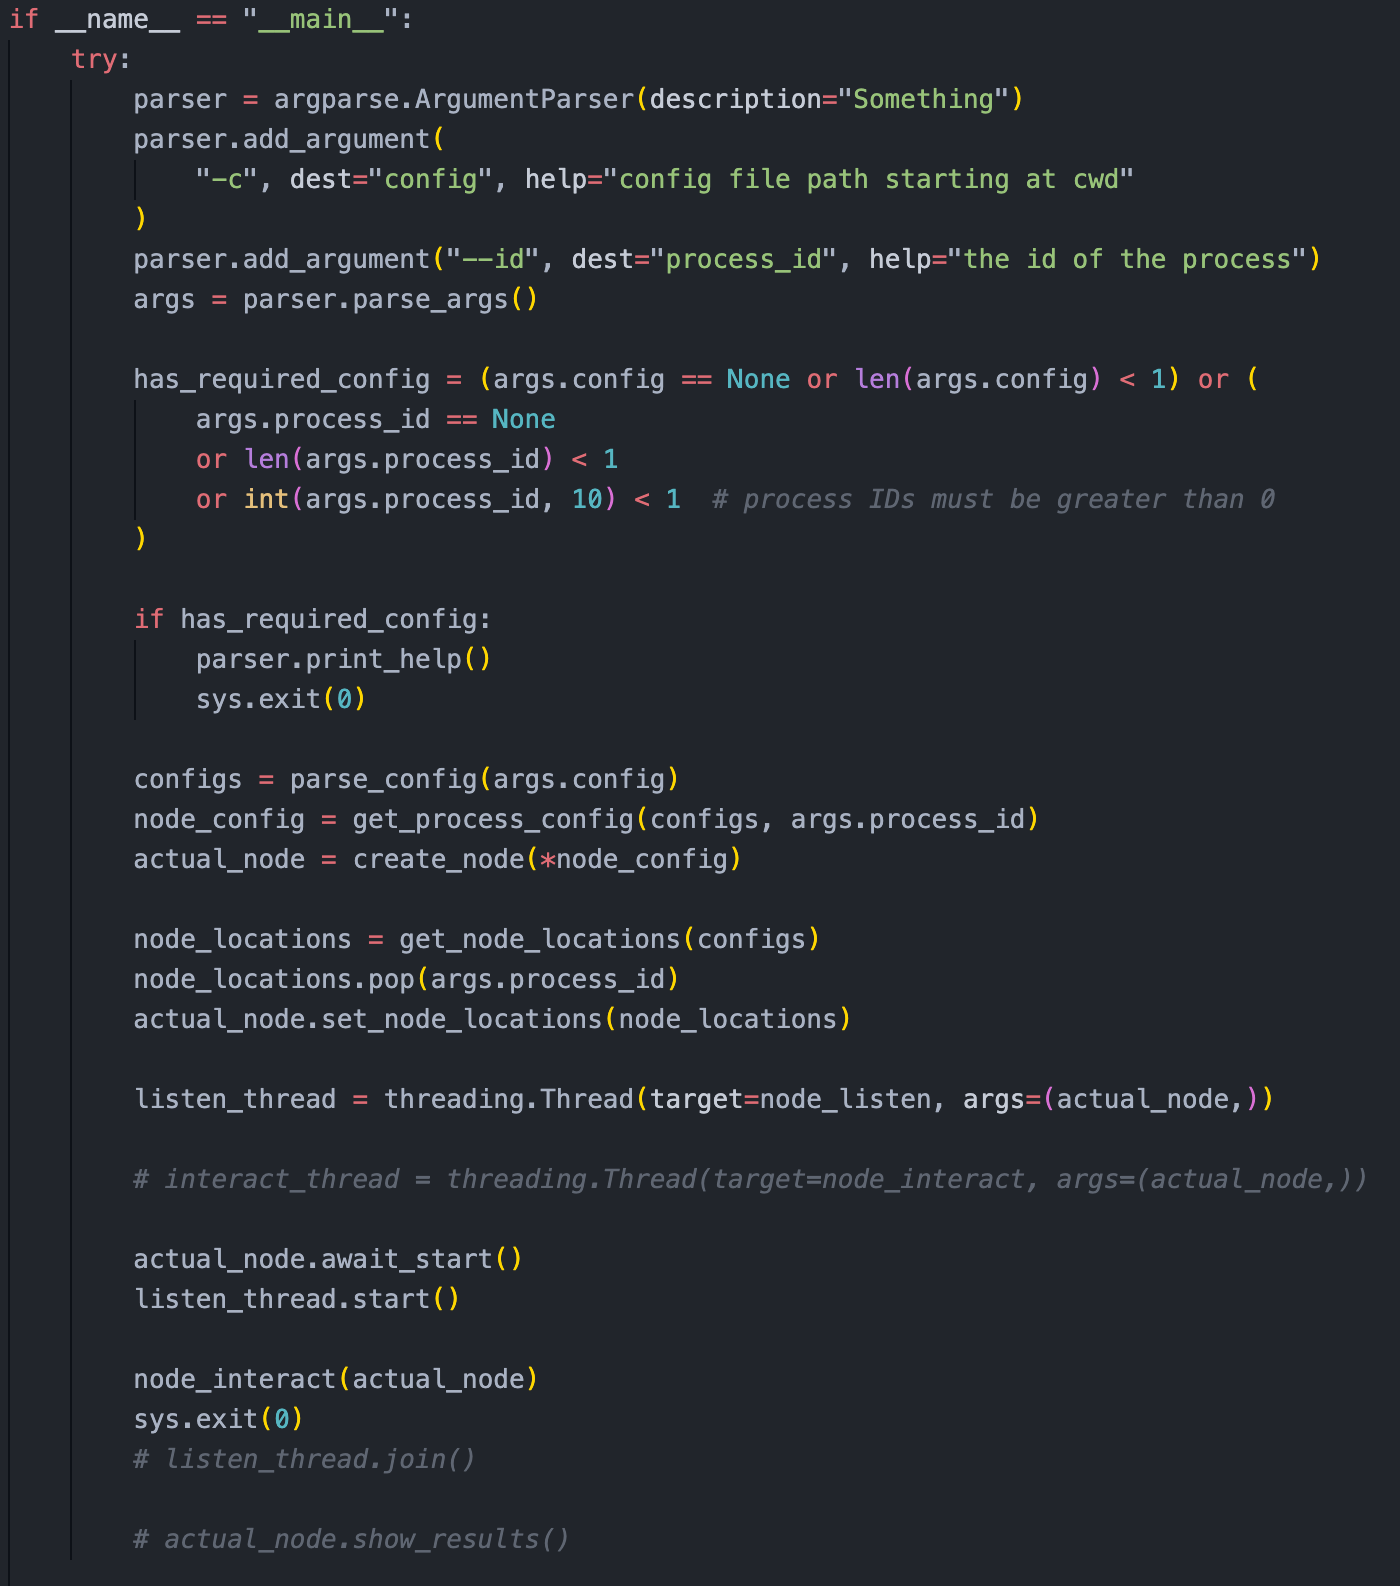 if __name__ == "__main__":
    try:
        parser = argparse.ArgumentParser(description="Something")
        parser.add_argument(
            "-c", dest="config", help="config file path starting at cwd"
        )
        parser.add_argument("--id", dest="process_id", help="the id of the process")
        args = parser.parse_args()

        has_required_config = (args.config == None or len(args.config) < 1) or (
            args.process_id == None
            or len(args.process_id) < 1
            or int(args.process_id, 10) < 1  # process IDs must be greater than 0
        )

        if has_required_config:
            parser.print_help()
            sys.exit(0)

        configs = parse_config(args.config)
        node_config = get_process_config(configs, args.process_id)
        actual_node = create_node(*node_config)

        node_locations = get_node_locations(configs)
        node_locations.pop(args.process_id)
        actual_node.set_node_locations(node_locations)

        listen_thread = threading.Thread(target=node_listen, args=(actual_node,))

        # interact_thread = threading.Thread(target=node_interact, args=(actual_node,))

        actual_node.await_start()
        listen_thread.start()

        node_interact(actual_node)
        sys.exit(0)
        # listen_thread.join()

        # actual_node.show_results()